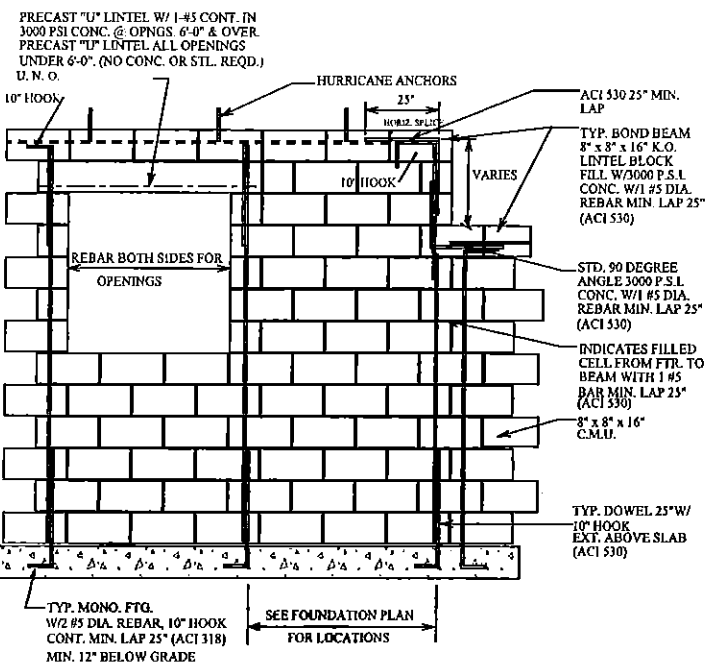 PRECAST "U" LINTEL W/ 1-#5 CONT. IN
3000 PSI CONC. @ OPNGS. 6'-0" & OVER
PRECAST "U" LINTEL ALL OPENINGS
UNDER 6'-0". (NO CONC. OR STL. REQD.)
U. N. O.
10" HOOK
HURRICANE ANCHORS
25"
HORIZ. SPLICE
ACI 530 25" MIN.
LAP
TYP. BOND BEAM
8" x 8" x 16" K.O.
LINTEL BLOCK
FILL W/3000 P.S.I.
CONC. W/1 #5 DIA.
REBAR MIN. LAP 25"
(ACI 530)
VARIES
10" HOOK
REBAR BOTH SIDES FOR
OPENINGS
STD. 90 DEGREE
ANGLE 3000 P.S.I.
CONC. W/1 #5 DIA.
REBAR MIN. LAP 25"
(ACI 530)
INDICATES FILLED
CELL FROM FTR. TO
BEAM WITH 1 #5
BAR MIN. LAP 25"
(ACI 530)
8" x 8" x 16"
C.M.U.
TYP. DOWEL 25"W/
10" HOOK
EXT. ABOVE SLAB
(ACI 530)
TYP. MONO. FTG.
W/2 #5 DIA. REBAR, 10" HOOK
CONT. MIN. LAP 25" (ACI 318)
MIN. 12" BELOW GRADE
SEE FOUNDATION PLAN
FOR LOCATIONS